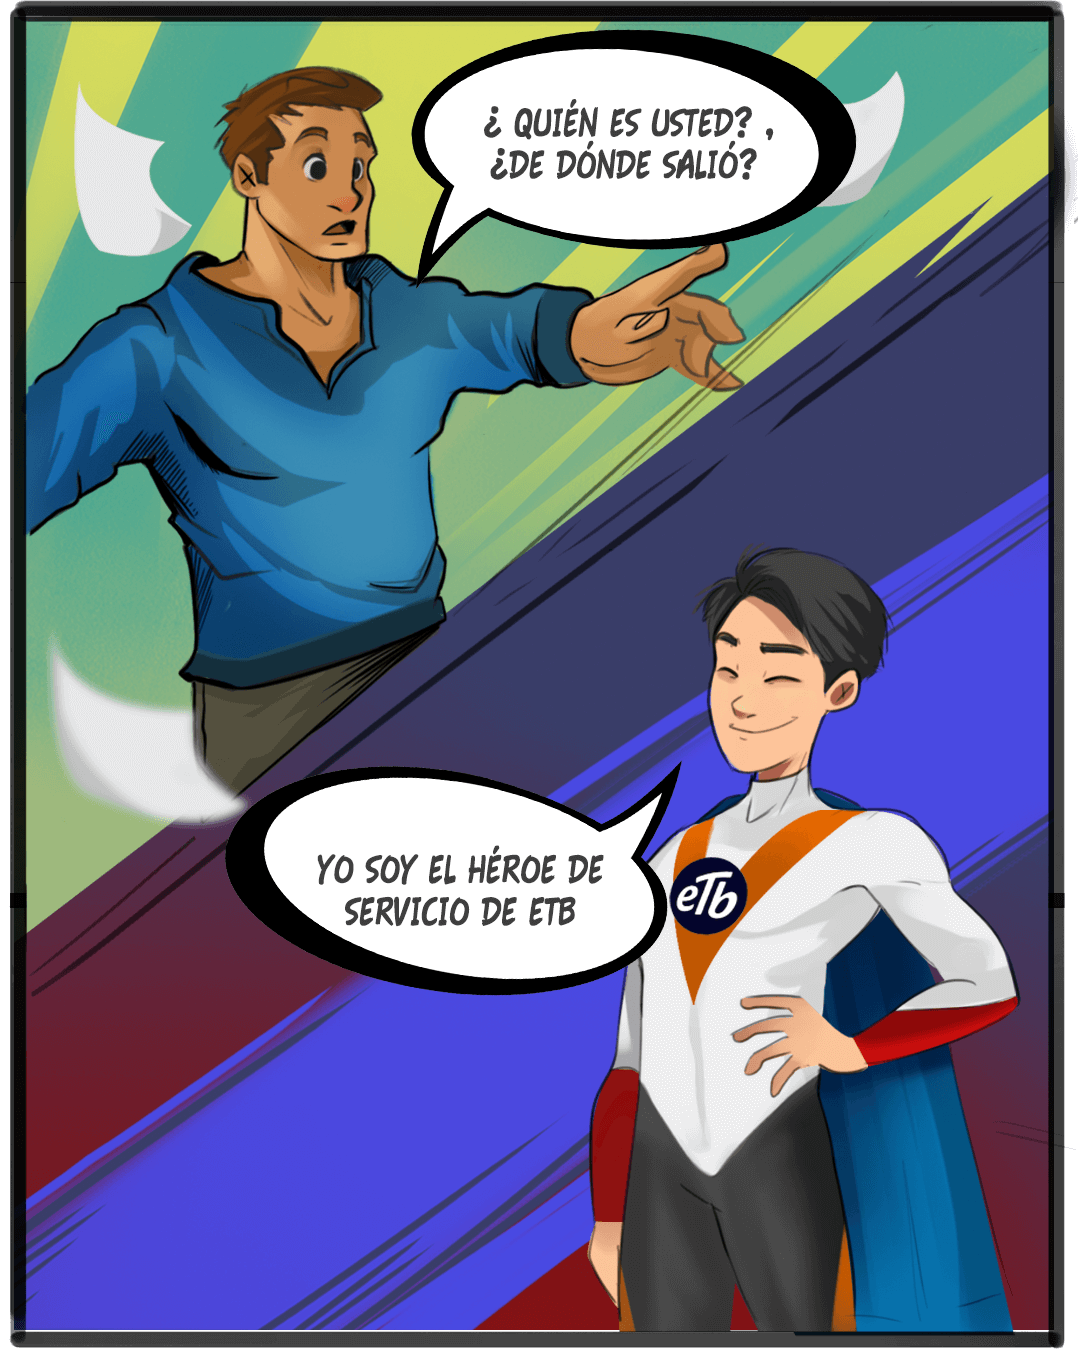 ¿ QUIÉN ES USTED? ,
¿DE DÓNDE SALIÓ?
YO SOY EL HÉROE DE
SERVICIO DE ETB
eTb